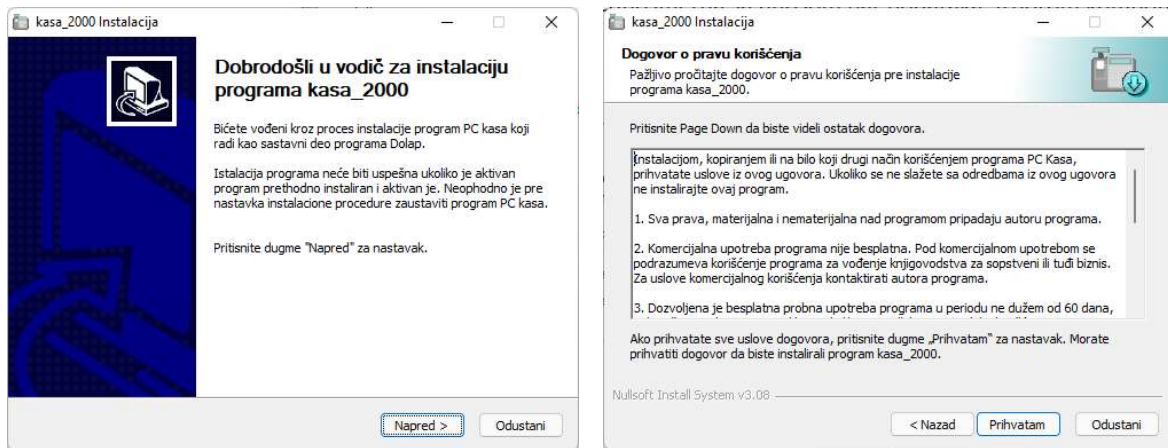 kasa_2000 Instalacija
Dobrodošli u vodič za instalaciju
programa kasa_2000
Bićete vođeni kroz proces instalacije program PC kasa koji
radi kao sastavni deo programa Dolap.
Istalacija programa neće biti uspešna ukoliko je aktivan
program prethodno instaliran i aktivan je. Neophodno je pre
nastavka instalacione procedure zaustaviti program PC kasa.
Pritisnite dugme "Napred" za nastavak.
Napred >
Odustani
kasa_2000 Instalacija
Dogovor o pravu korišćenja
Pažljivo pročitajte dogovor o pravu korišćenja pre instalacije
programa kasa_2000.
Pritisnite Page Down da biste videli ostatak dogovora.
Instalacijom, kopiranjem ili na bilo koji drugi način korišćenjem programa PC Kasa,
prihvatate uslove iz ovog ugovora. Ukoliko se ne slažete sa odredbama iz ovog ugovora
ne instalirajte ovaj program.
1. Sva prava, materijalna i nematerijalna nad programom pripadaju autoru programa.
2. Komercijalna upotreba programa nije besplatna. Pod komercijalnom upotrebom se
podrazumeva korišćenje programa za vođenje knjigovodstva za sopstveni ili tuđi biznis.
Za uslove komercijalnog korišćenja kontaktirati autora programa.
3. Dozvoljena je besplatna probna upotreba programa u periodu ne dužem od 60 dana,
Ako prihvatate sve uslove dogovora, pritisnite dugme „Prihvatam“ za nastavak. Morate
prihvatiti dogovor da biste instalirali program kasa_2000.
Nullsoft Install System v3.08
< Nazad
Prihvatam
Odustani